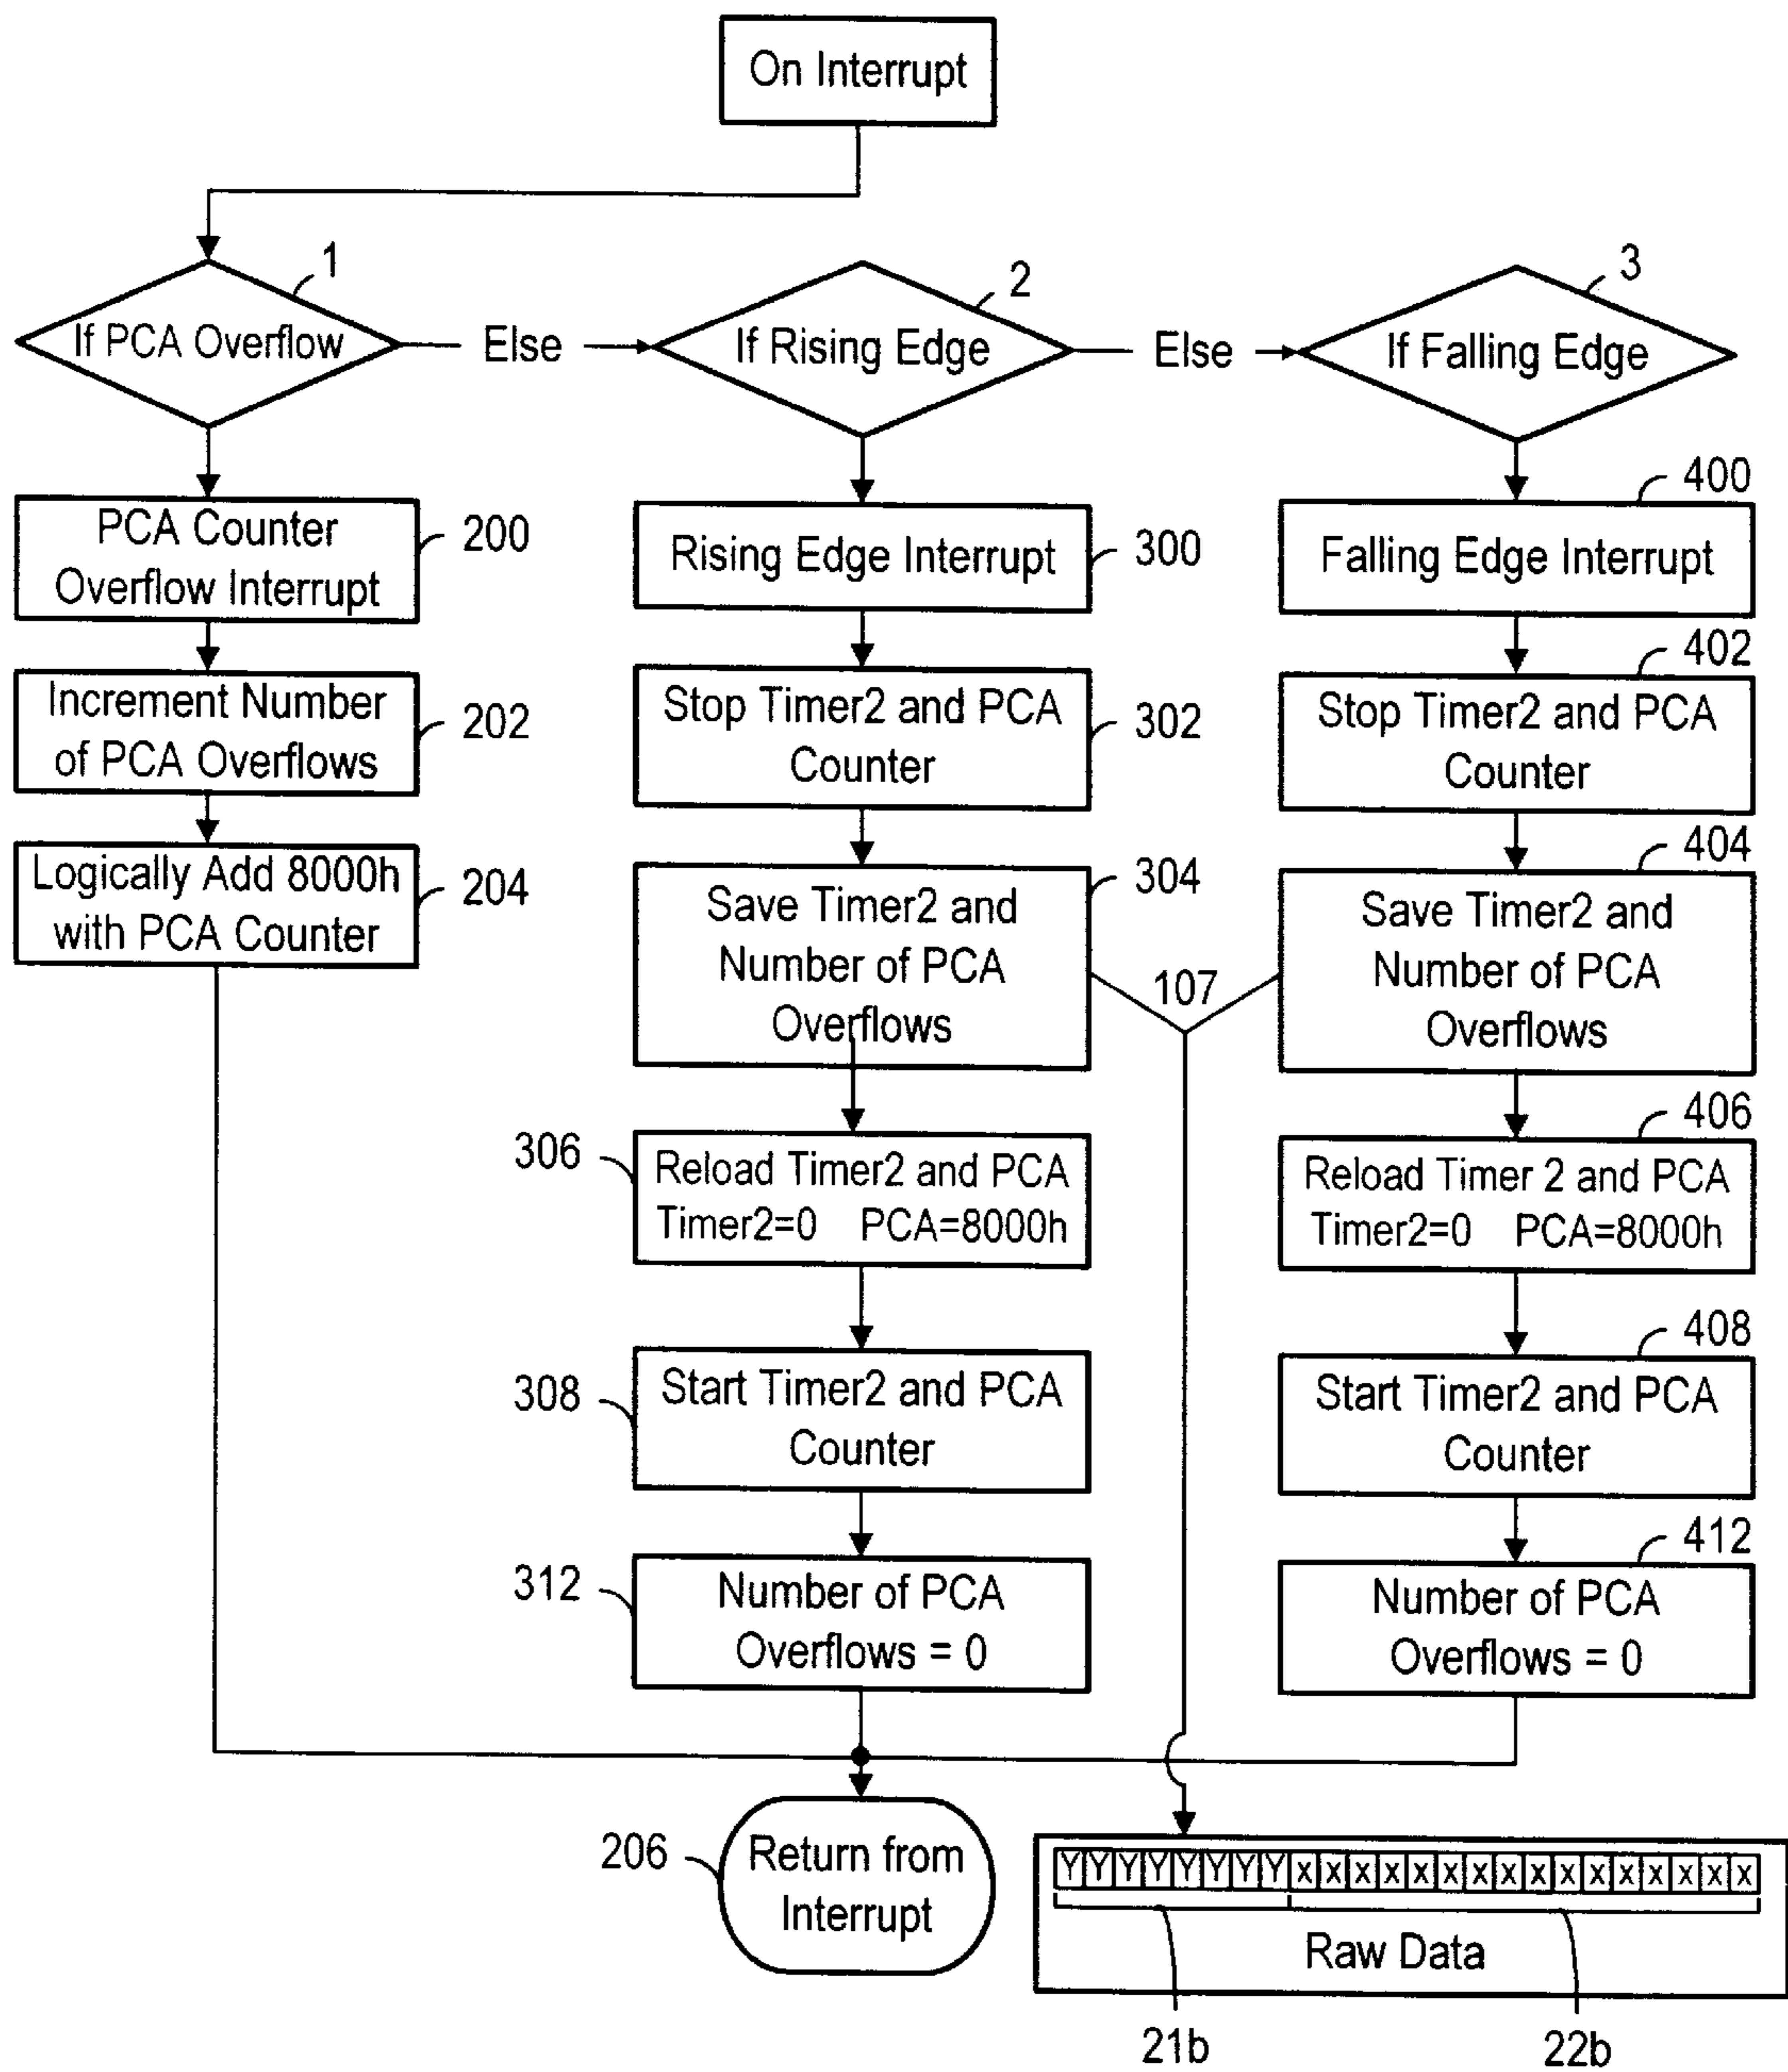 On Interrupt
1
If PCA Overflow
Else
2
If Rising Edge
Else
3
If Falling Edge
PCA Counter
Overflow Interrupt
200
Increment Number
of PCA Overflows
202
Logically Add 8000h
with PCA Counter
204
Rising Edge Interrupt
300
Stop Timer2 and PCA
Counter
302
Save Timer2 and
Number of PCA
Overflows
304
107
306
Reload Timer2 and PCA
Timer2=0 PCA=8000h
308
Start Timer2 and PCA
Counter
312
Number of PCA
Overflows = 0
400
Falling Edge Interrupt
402
Stop Timer2 and PCA
Counter
404
Save Timer2 and
Number of PCA
Overflows
406
Reload Timer 2 and PCA
Timer2=0 PCA=8000h
408
Start Timer2 and PCA
Counter
412
Number of PCA
Overflows = 0
206
Return from
Interrupt
Y Y Y Y Y Y Y Y x x x x x x x x x x x x x x x x
Raw Data
21b
22b